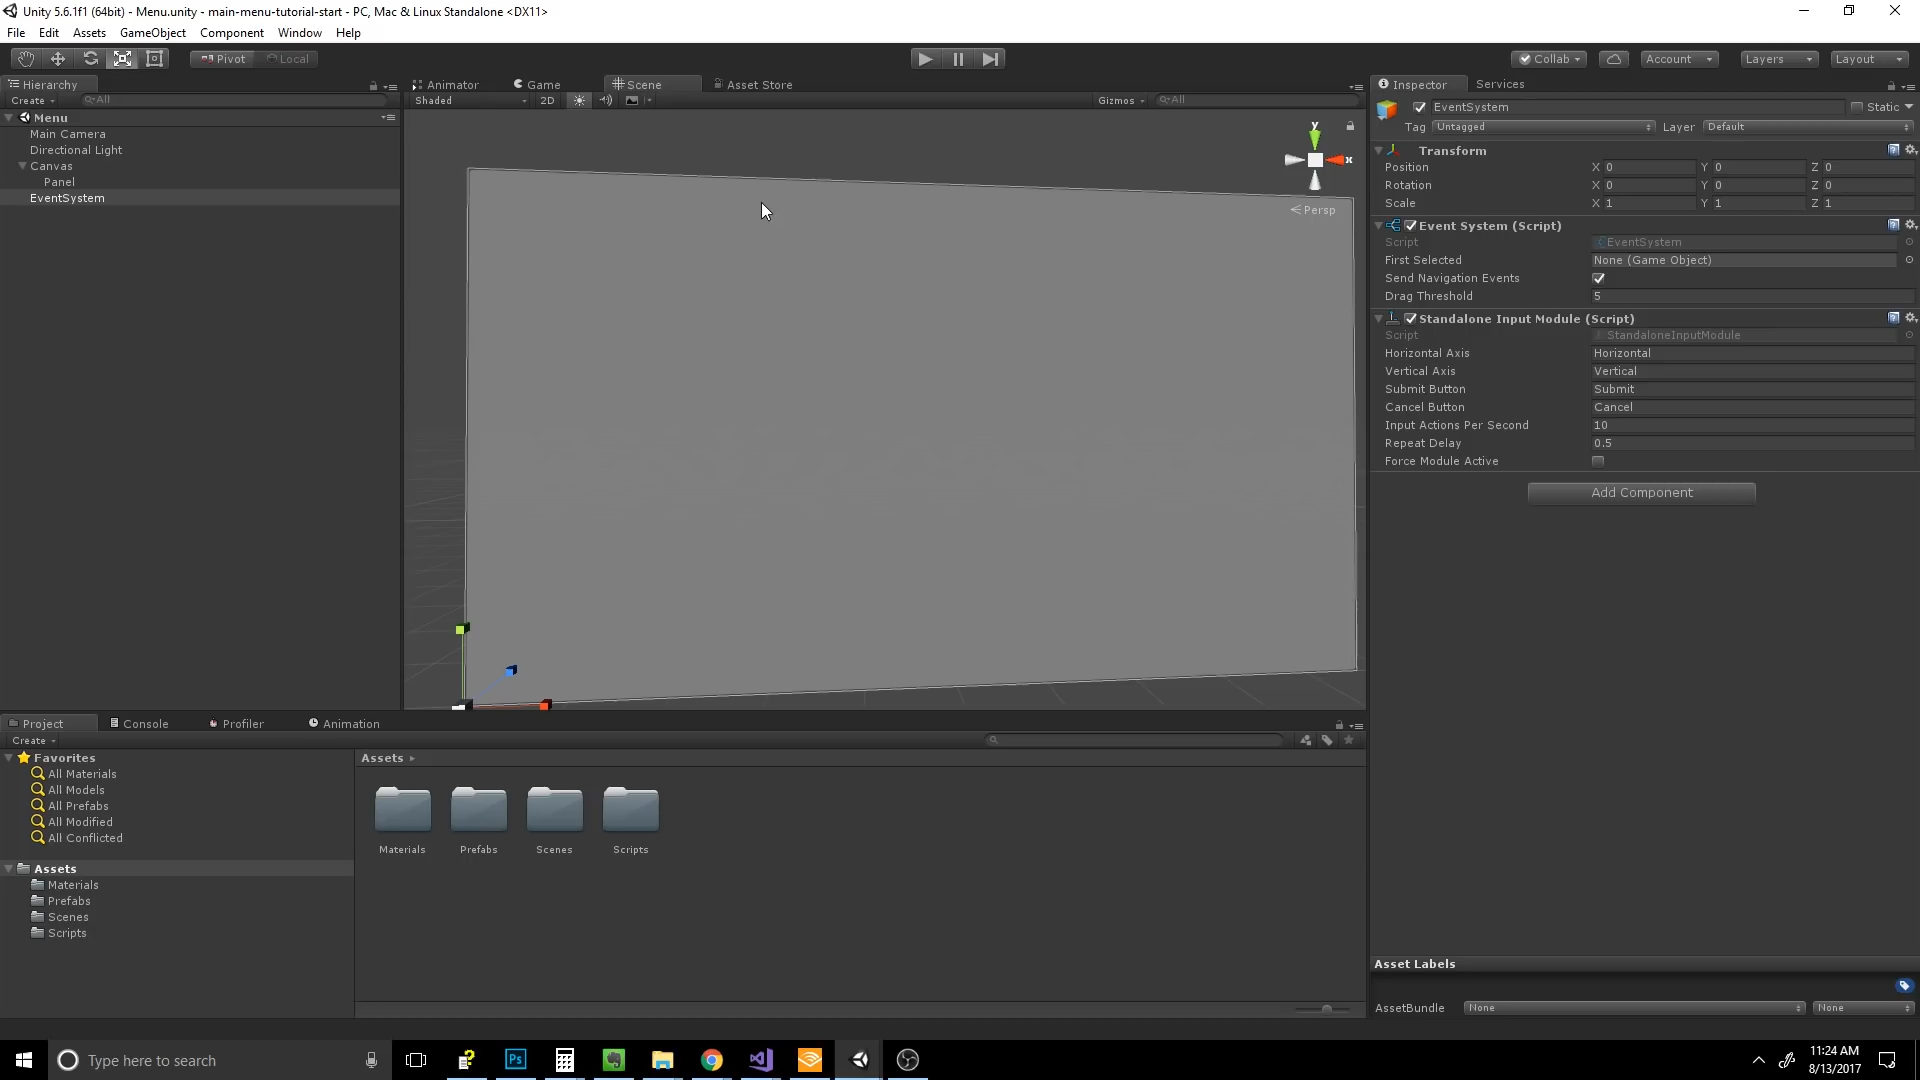 Unity 5.6.1f1 (64bit) - Menu.unity - main-menu-tutorial-start - PC, Mac & Linux Standalone <DX11>
File Edit Assets GameObject Component Window Help
Pivot Local Collab Account Layers Layout
Hierarchy
Create All
Menu
Main Camera
Directional Light
Canvas
Panel
EventSystem
Animator Game Scene Asset Store
Shaded 2D Gizmos All
y
x
Persp
Inspector Services
EventSystem Static
Tag Untagged Layer Default
Transform
Position X 0 Y 0 Z 0
Rotation X 0 Y 0 Z 0
Scale X 1 Y 1 Z 1
Event System (Script)
Script EventSystem
First Selected None (Game Object)
Send Navigation Events
Drag Threshold 5
Standalone Input Module (Script)
Script StandaloneInputModule
Horizontal Axis Horizontal
Vertical Axis Vertical
Submit Button Submit
Cancel Button Cancel
Input Actions Per Second 10
Repeat Delay 0.5
Force Module Active
Add Component
Asset Labels
AssetBundle None None
Project Console Profiler Animation
Create
Favorites
All Materials
All Models
All Prefabs
All Modified
All Conflicted
Assets
Materials
Prefabs
Scenes
Scripts
Assets
Materials Prefabs Scenes Scripts
Type here to search
Ps
11:24 AM
8/13/2017